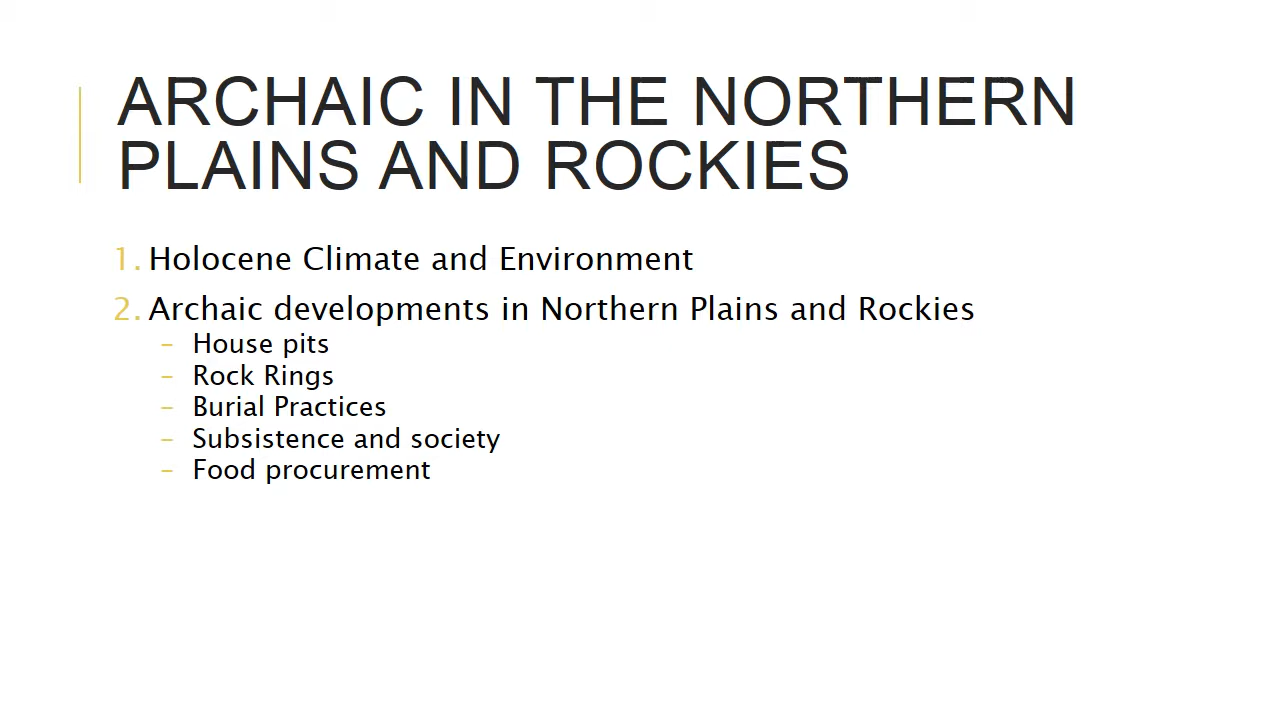 ARCHAIC IN THE NORTHERN
PLAINS AND ROCKIES
1. Holocene Climate and Environment
2. Archaic developments in Northern Plains and Rockies
– House pits
– Rock Rings
– Burial Practices
– Subsistence and society
– Food procurement